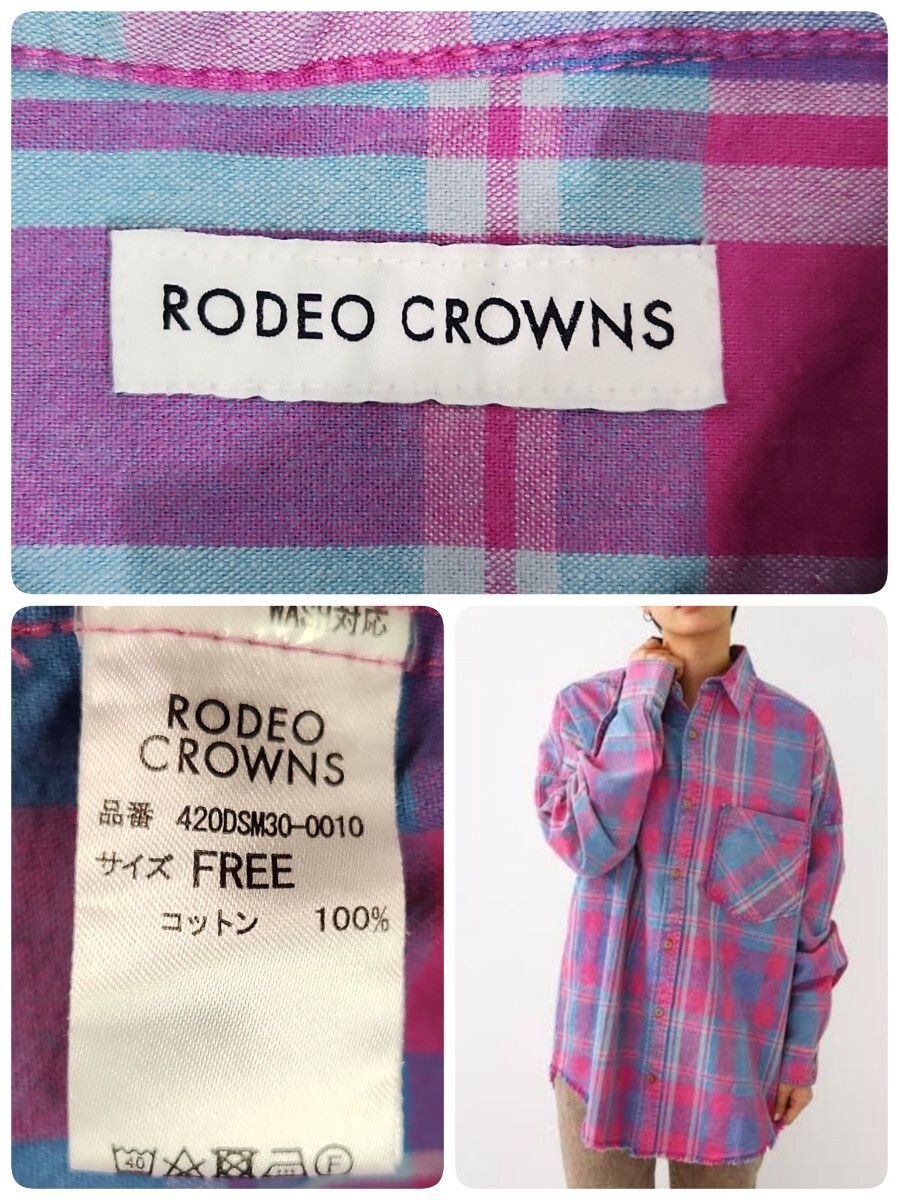 RODEO CROWNS
WASH対応
RODEO
CROWNS
品番 420DSM30-0010
サイズ FREE
コットン 100%
40 F